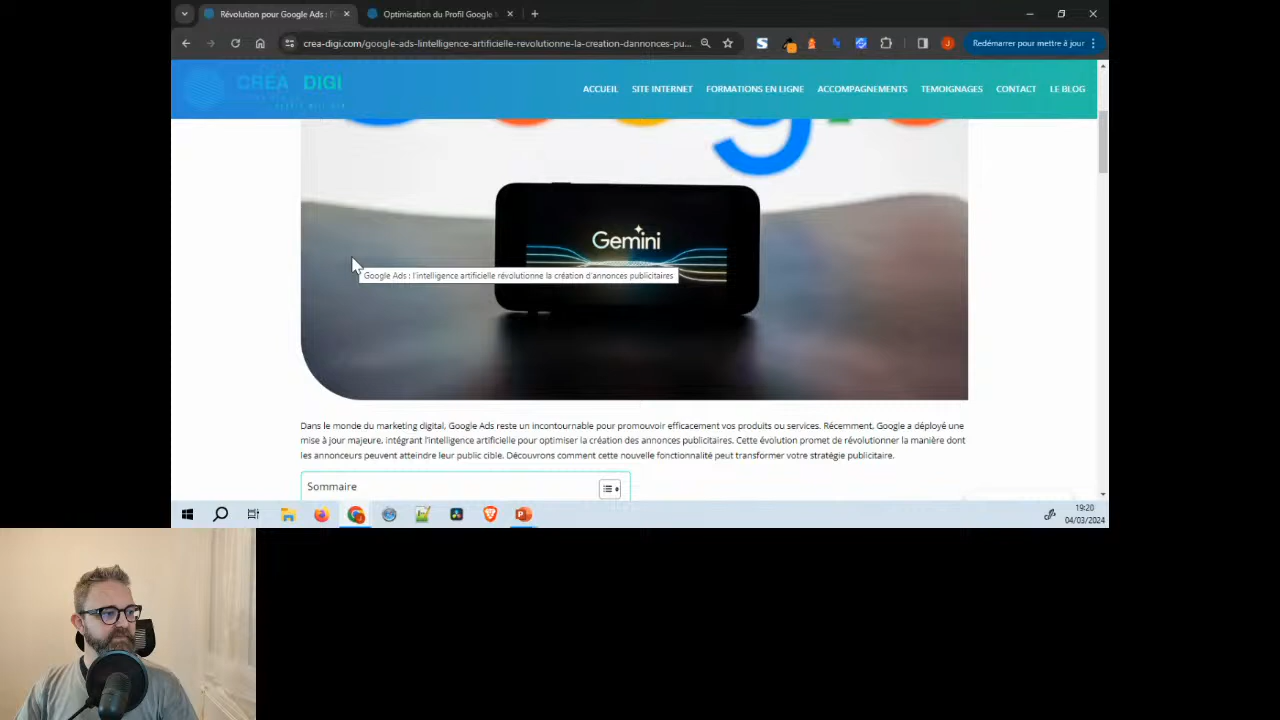 Révolution pour Google Ads : l
Optimisation du Profil Google
crea-digi.com/google-ads-lintelligence-artificielle-revolutionne-la-creation-dannonces-pu...
Redémarrer pour mettre à jour
CREA DIGI
ACCUEIL SITE INTERNET FORMATIONS EN LIGNE ACCOMPAGNEMENTS TEMOIGNAGES CONTACT LE BLOG
Gemini
Google Ads : l'intelligence artificielle révolutionne la création d'annonces publicitaires
Dans le monde du marketing digital, Google Ads reste un incontournable pour promouvoir efficacement vos produits ou services. Récemment, Google a déployé une
mise à jour majeure, intégrant l'intelligence artificielle pour optimiser la création des annonces publicitaires. Cette évolution promet de révolutionner la manière dont
les annonceurs peuvent atteindre leur public cible. Découvrons comment cette nouvelle fonctionnalité peut transformer votre stratégie publicitaire.
Sommaire
19:20
04/03/2024